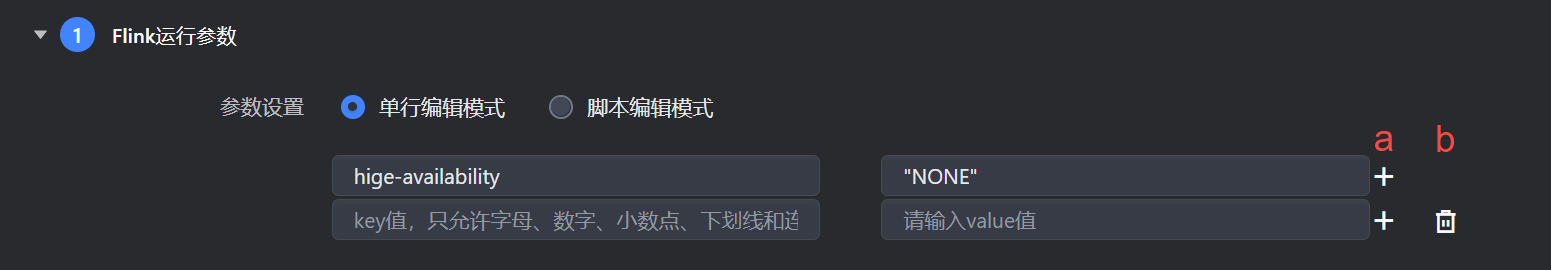 1 Flink运行参数
参数设置 单行编辑模式 脚本编辑模式
a b
hige-availability "NONE"
key值，只允许字母、数字、小数点、下划线和连 请输入value值